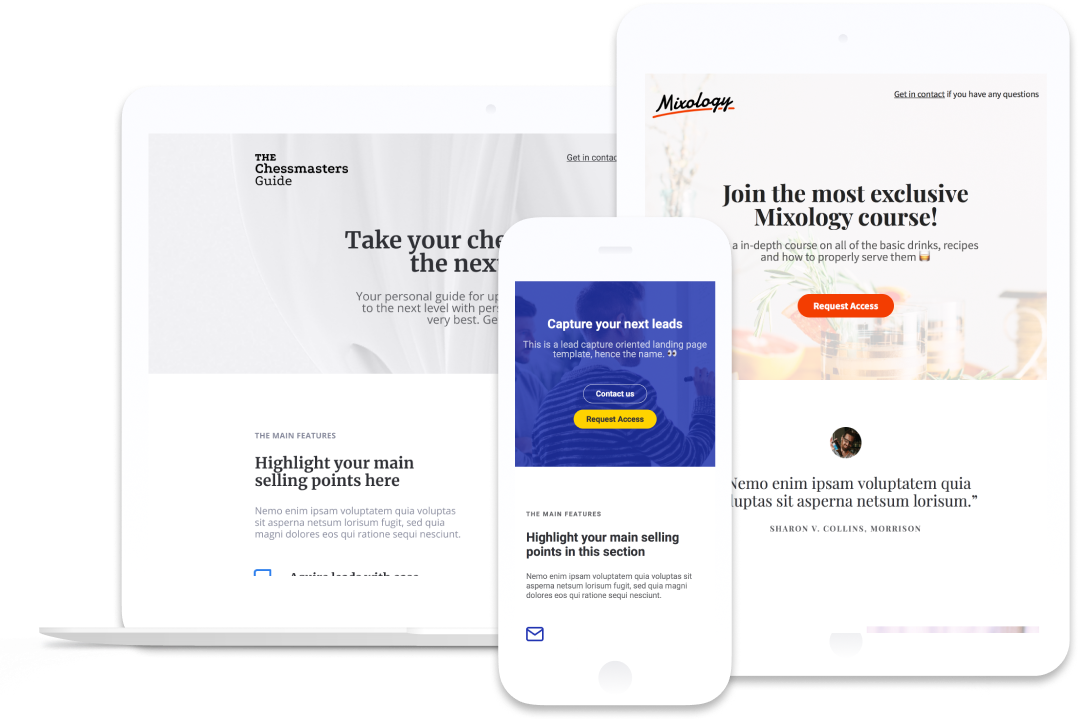 THE
Chessmasters
Guide
Get in contac
Take your che
the nex
Your personal guide for up
to the next level with pers
very best. Ge
THE MAIN FEATURES
Highlight your main
selling points here
Nemo enim ipsam voluptatem quia voluptas
sit asperna netsum lorisum fugit, sed quia
magni dolores eos qui ratione sequi nesciunt.
Aquire leads with ease
Capture your next leads
This is a lead capture oriented landing page
template, hence the name. 👀
Contact us
Request Access
THE MAIN FEATURES
Highlight your main selling
points in this section
Nemo enim ipsam voluptatem quia voluptas sit
asperna netsum lorisum fugit, sed quia magni
dolores eos qui ratione sequi nesciunt.
Mixology
Get in contact if you have any questions
Join the most exclusive
Mixology course!
a in-depth course on all of the basic drinks, recipes
and how to properly serve them 🥃
Request Access
Nemo enim ipsam voluptatem quia
luptas sit asperna netsum lorisum.”
SHARON V. COLLINS, MORRISON